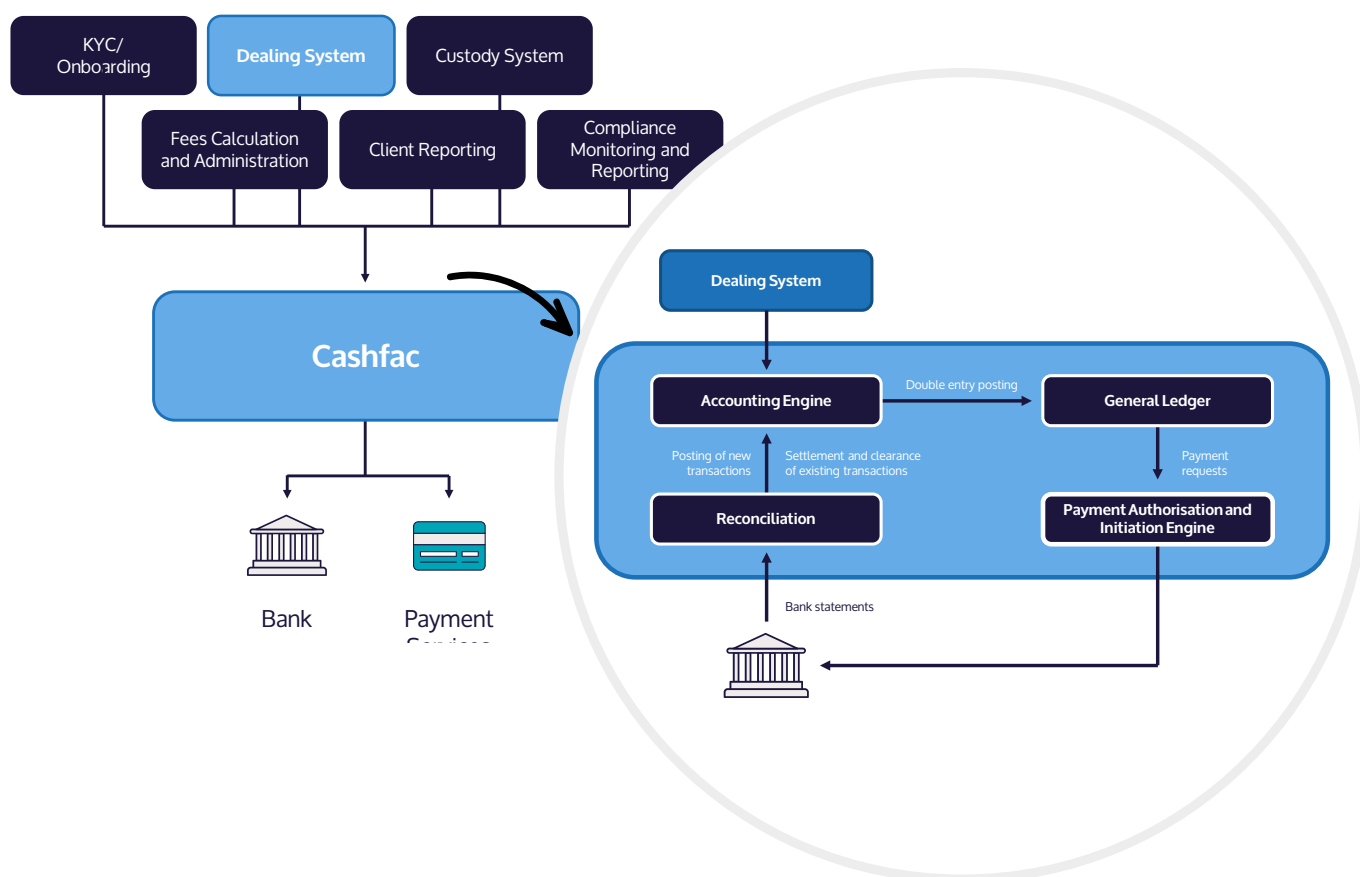 KYC/
Onboarding
Dealing System
Custody System
Fees Calculation
and Administration
Client Reporting
Compliance
Monitoring and
Reporting
Cashfac
Bank
Payment
Dealing System
Accounting Engine
Double entry posting
General Ledger
Posting of new
transactions
Settlement and clearance
of existing transactions
Payment
requests
Reconciliation
Payment Authorisation and
Initiation Engine
Bank statements